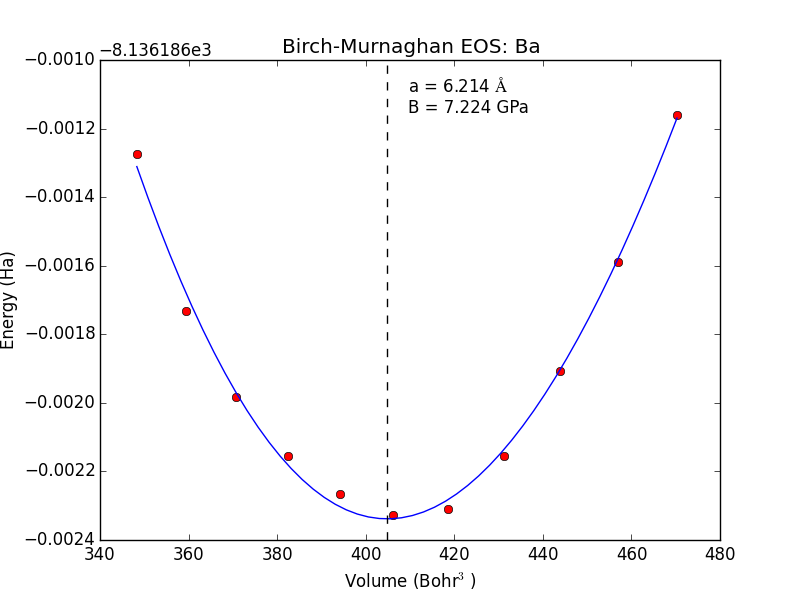 Birch-Murnaghan EOS: Ba
−8.136186e3
a = 6.214 Å
B = 7.224 GPa
−0.0010
−0.0012
−0.0014
−0.0016
−0.0018
−0.0020
−0.0022
−0.0024
Energy (Ha)
340 360 380 400 420 440 460 480
Volume (Bohr³ )